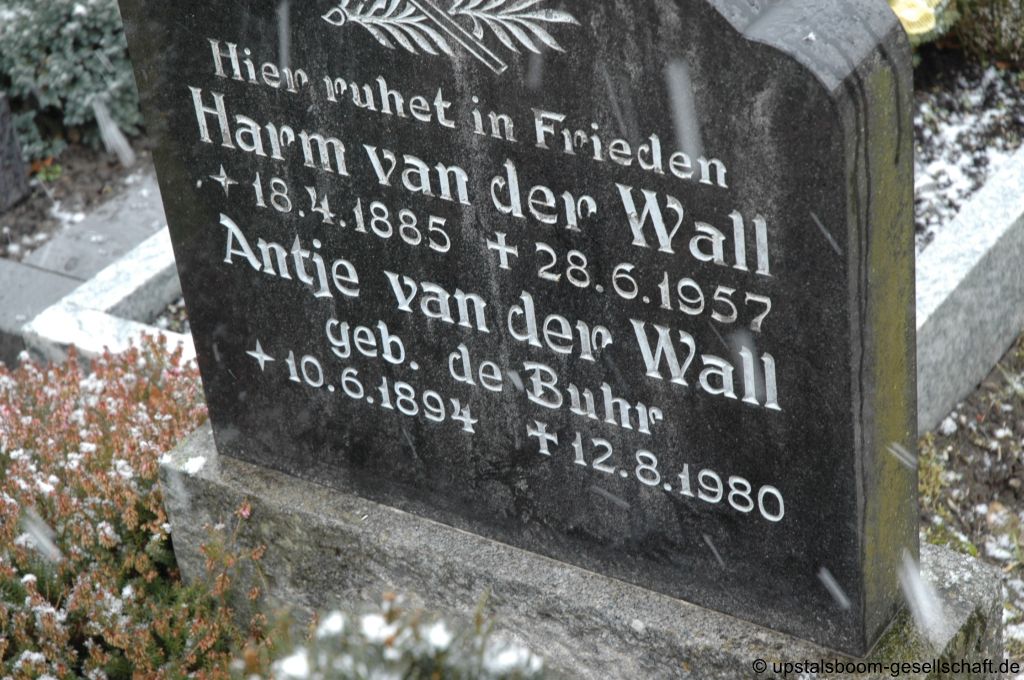 Hier ruhet in Frieden
Harm van der Wall
✦ 18.4.1885 ✝ 28.6.1957
Antje van der Wall
geb. de Buhr
✦ 10.6.1894 ✝ 12.8.1980
© upstalsboom-gesellschaft.de